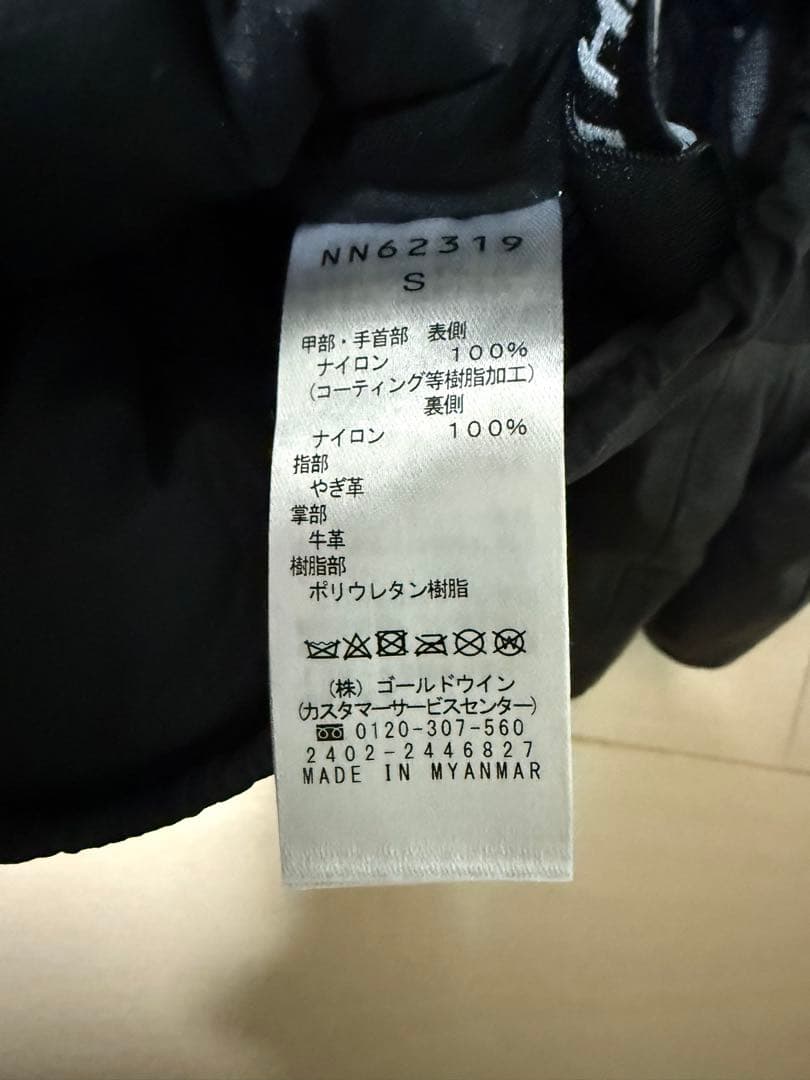 NN62319
S
甲部・手首部 表側
ナイロン 100%
(コーティング等樹脂加工)
裏側
ナイロン 100%
指部
やぎ革
掌部
牛革
樹脂部
ポリウレタン樹脂
(株) ゴールドウイン
(カスタマーサービスセンター)
0120-307-560
2402-2446827
MADE IN MYANMAR